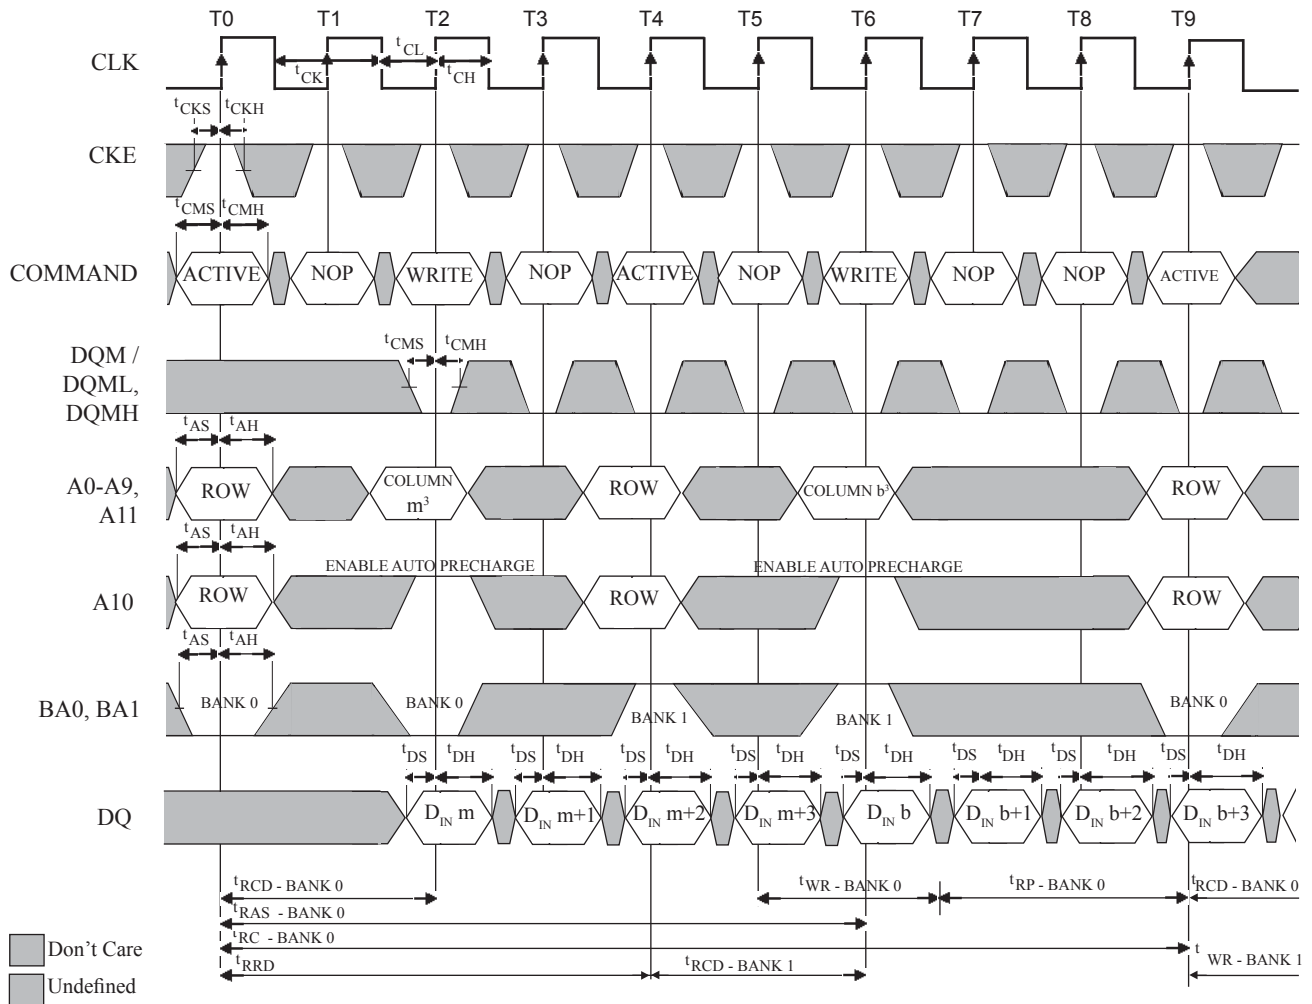 T0 T1 T2 T3 T4 T5 T6 T7 T8 T9
CLK
tCK tCL tCH
tCKS tCKH
CKE
tCMS tCMH
COMMAND ACTIVE NOP WRITE NOP ACTIVE NOP WRITE NOP NOP ACTIVE
DQM /
DQML,
DQMH
tCMS tCMH
tAS tAH
A0-A9,
A11
ROW COLUMN
m³
ROW COLUMN b³ ROW
tAS tAH
ENABLE AUTO PRECHARGE ENABLE AUTO PRECHARGE
A10 ROW ROW ROW
tAS tAH
BA0, BA1 BANK 0 BANK 0 BANK 1 BANK 1 BANK 0
tDS tDH tDS tDH tDS tDH tDS tDH tDS tDH tDS tDH tDS tDH tDS tDH
DQ DIN m DIN m+1 DIN m+2 DIN m+3 DIN b DIN b+1 DIN b+2 DIN b+3
tRCD - BANK 0 tWR - BANK 0 tRP - BANK 0 tRCD - BANK 0
tRAS - BANK 0
tRC - BANK 0
tRRD tRCD - BANK 1 tWR - BANK 1
Don't Care
Undefined